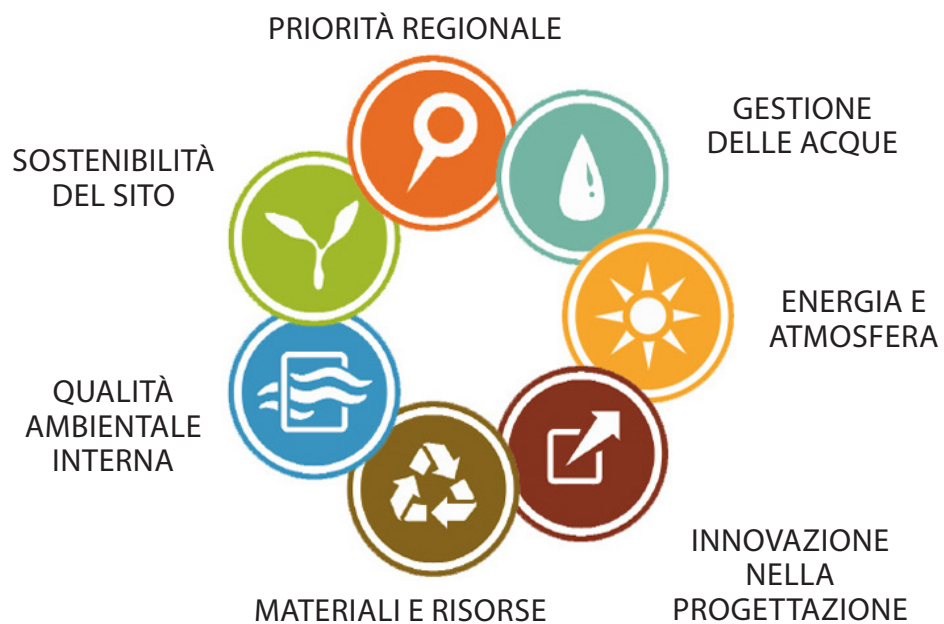 PRIORITÀ REGIONALE
GESTIONE
DELLE ACQUE
SOSTENIBILITÀ
DEL SITO
ENERGIA E
ATMOSFERA
QUALITÀ
AMBIENTALE
INTERNA
INNOVAZIONE
NELLA
PROGETTAZIONE
MATERIALI E RISORSE